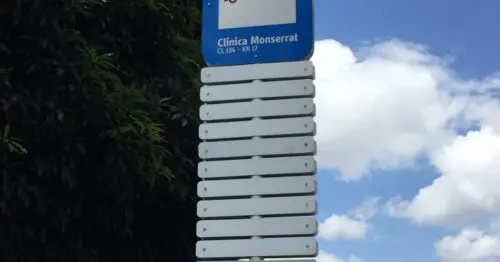 Clínica Monserrat
CL 134 - KR 17